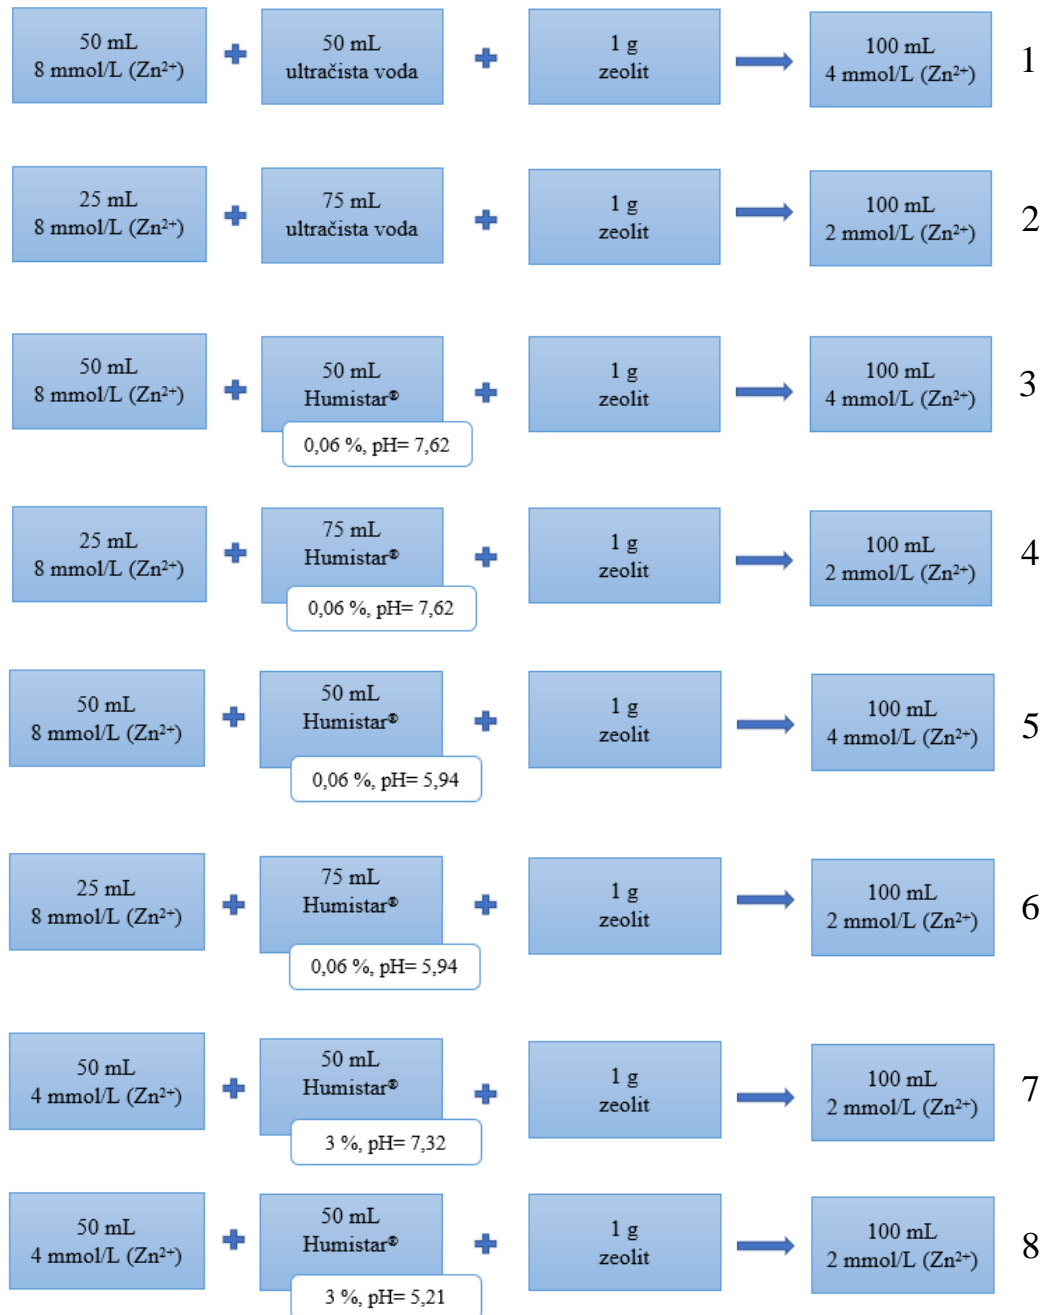 50 mL
8 mmol/L (Zn²⁺)
50 mL
ultračista voda
1 g
zeolit
100 mL
4 mmol/L (Zn²⁺)
1
25 mL
8 mmol/L (Zn²⁺)
75 mL
ultračista voda
1 g
zeolit
100 mL
2 mmol/L (Zn²⁺)
2
50 mL
8 mmol/L (Zn²⁺)
50 mL
Humistar®
0,06 %, pH= 7,62
1 g
zeolit
100 mL
4 mmol/L (Zn²⁺)
3
25 mL
8 mmol/L (Zn²⁺)
75 mL
Humistar®
0,06 %, pH= 7,62
1 g
zeolit
100 mL
2 mmol/L (Zn²⁺)
4
50 mL
8 mmol/L (Zn²⁺)
50 mL
Humistar®
0,06 %, pH= 5,94
1 g
zeolit
100 mL
4 mmol/L (Zn²⁺)
5
25 mL
8 mmol/L (Zn²⁺)
75 mL
Humistar®
0,06 %, pH= 5,94
1 g
zeolit
100 mL
2 mmol/L (Zn²⁺)
6
50 mL
4 mmol/L (Zn²⁺)
50 mL
Humistar®
3 %, pH= 7,32
1 g
zeolit
100 mL
2 mmol/L (Zn²⁺)
7
50 mL
4 mmol/L (Zn²⁺)
50 mL
Humistar®
3 %, pH= 5,21
1 g
zeolit
100 mL
2 mmol/L (Zn²⁺)
8